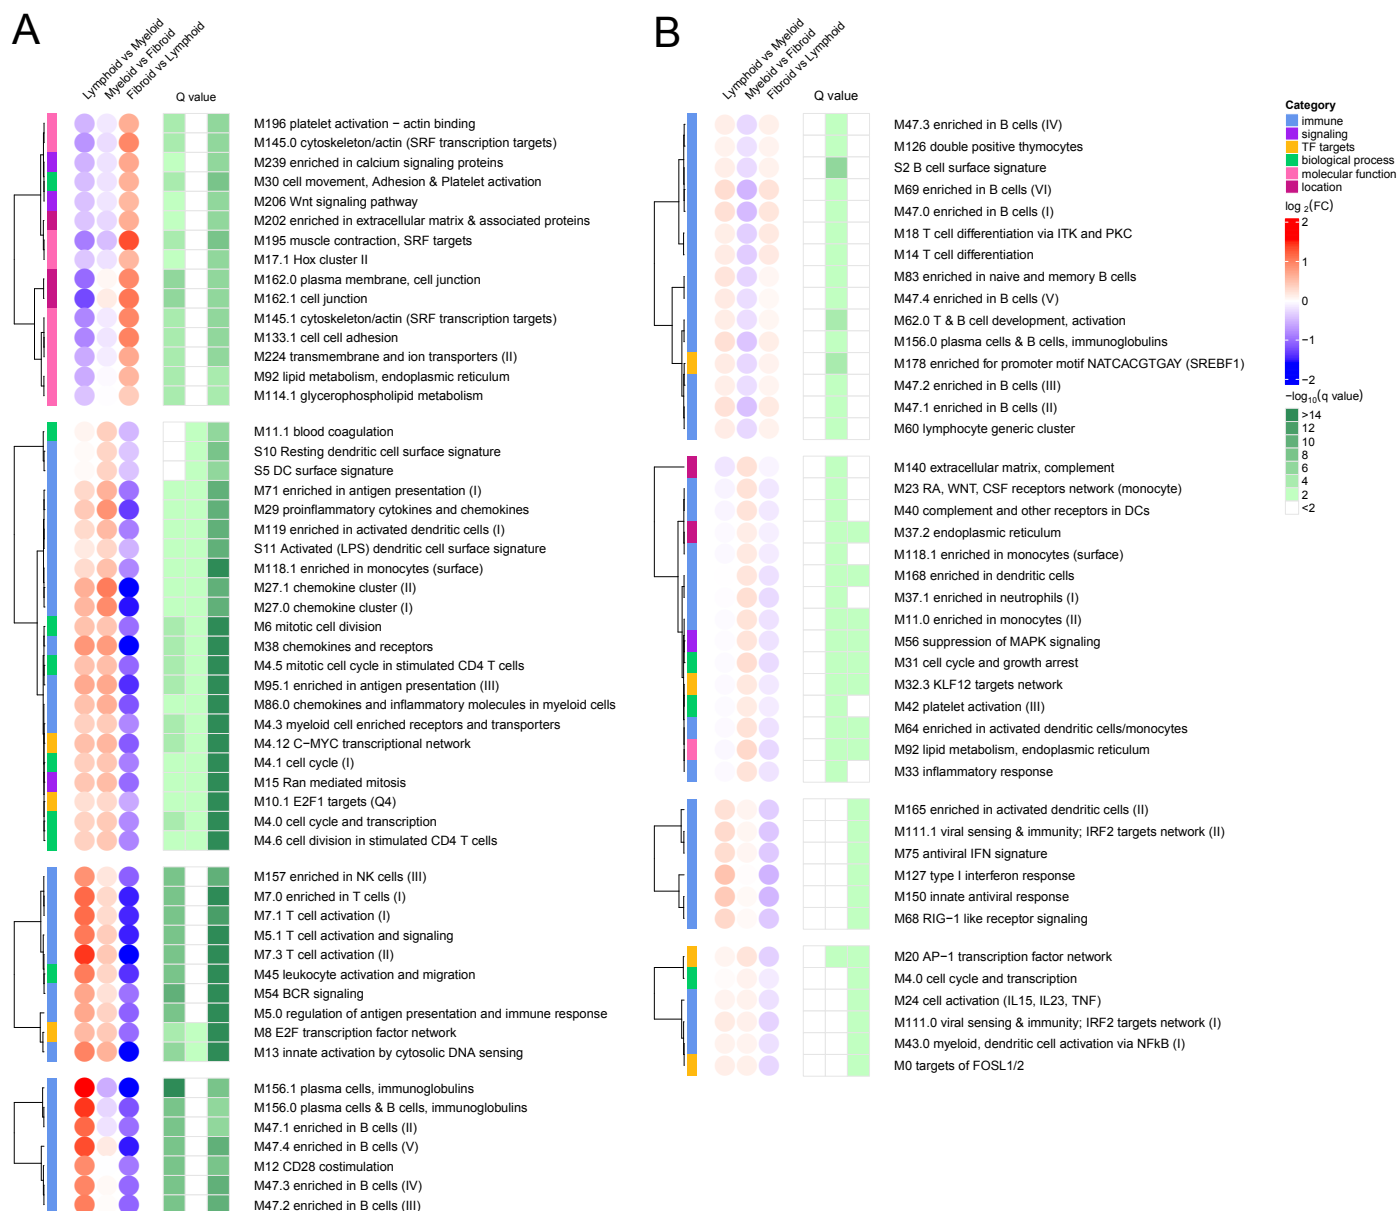 A
Lymphoid vs Myeloid
Myeloid vs Fibroid
Fibroid vs Lymphoid
Q value
M196 platelet activation − actin binding
M145.0 cytoskeleton/actin (SRF transcription targets)
M239 enriched in calcium signaling proteins
M30 cell movement, Adhesion & Platelet activation
M206 Wnt signaling pathway
M202 enriched in extracellular matrix & associated proteins
M195 muscle contraction, SRF targets
M17.1 Hox cluster II
M162.0 plasma membrane, cell junction
M162.1 cell junction
M145.1 cytoskeleton/actin (SRF transcription targets)
M133.1 cell cell adhesion
M224 transmembrane and ion transporters (II)
M92 lipid metabolism, endoplasmic reticulum
M114.1 glycerophospholipid metabolism
M11.1 blood coagulation
S10 Resting dendritic cell surface signature
S5 DC surface signature
M71 enriched in antigen presentation (I)
M29 proinflammatory cytokines and chemokines
M119 enriched in activated dendritic cells (I)
S11 Activated (LPS) dendritic cell surface signature
M118.1 enriched in monocytes (surface)
M27.1 chemokine cluster (II)
M27.0 chemokine cluster (I)
M6 mitotic cell division
M38 chemokines and receptors
M4.5 mitotic cell cycle in stimulated CD4 T cells
M95.1 enriched in antigen presentation (III)
M86.0 chemokines and inflammatory molecules in myeloid cells
M4.3 myeloid cell enriched receptors and transporters
M4.12 C−MYC transcriptional network
M4.1 cell cycle (I)
M15 Ran mediated mitosis
M10.1 E2F1 targets (Q4)
M4.0 cell cycle and transcription
M4.6 cell division in stimulated CD4 T cells
M157 enriched in NK cells (III)
M7.0 enriched in T cells (I)
M7.1 T cell activation (I)
M5.1 T cell activation and signaling
M7.3 T cell activation (II)
M45 leukocyte activation and migration
M54 BCR signaling
M5.0 regulation of antigen presentation and immune response
M8 E2F transcription factor network
M13 innate activation by cytosolic DNA sensing
M156.1 plasma cells, immunoglobulins
M156.0 plasma cells & B cells, immunoglobulins
M47.1 enriched in B cells (II)
M47.4 enriched in B cells (V)
M12 CD28 costimulation
M47.3 enriched in B cells (IV)
M47.2 enriched in B cells (III)
B
Lymphoid vs Myeloid
Myeloid vs Fibroid
Fibroid vs Lymphoid
Q value
M47.3 enriched in B cells (IV)
M126 double positive thymocytes
S2 B cell surface signature
M69 enriched in B cells (VI)
M47.0 enriched in B cells (I)
M18 T cell differentiation via ITK and PKC
M14 T cell differentiation
M83 enriched in naive and memory B cells
M47.4 enriched in B cells (V)
M62.0 T & B cell development, activation
M156.0 plasma cells & B cells, immunoglobulins
M178 enriched for promoter motif NATCACGTGAY (SREBF1)
M47.2 enriched in B cells (III)
M47.1 enriched in B cells (II)
M60 lymphocyte generic cluster
M140 extracellular matrix, complement
M23 RA, WNT, CSF receptors network (monocyte)
M40 complement and other receptors in DCs
M37.2 endoplasmic reticulum
M118.1 enriched in monocytes (surface)
M168 enriched in dendritic cells
M37.1 enriched in neutrophils (I)
M11.0 enriched in monocytes (II)
M56 suppression of MAPK signaling
M31 cell cycle and growth arrest
M32.3 KLF12 targets network
M42 platelet activation (III)
M64 enriched in activated dendritic cells/monocytes
M92 lipid metabolism, endoplasmic reticulum
M33 inflammatory response
M165 enriched in activated dendritic cells (II)
M111.1 viral sensing & immunity; IRF2 targets network (II)
M75 antiviral IFN signature
M127 type I interferon response
M150 innate antiviral response
M68 RIG−1 like receptor signaling
M20 AP−1 transcription factor network
M4.0 cell cycle and transcription
M24 cell activation (IL15, IL23, TNF)
M111.0 viral sensing & immunity; IRF2 targets network (I)
M43.0 myeloid, dendritic cell activation via NFkB (I)
M0 targets of FOSL1/2
Category
immune
signaling
TF targets
biological process
molecular function
location
log 2(FC)
2
1
0
−1
−2
−log10(q value)
>14
12
10
8
6
4
2
<2